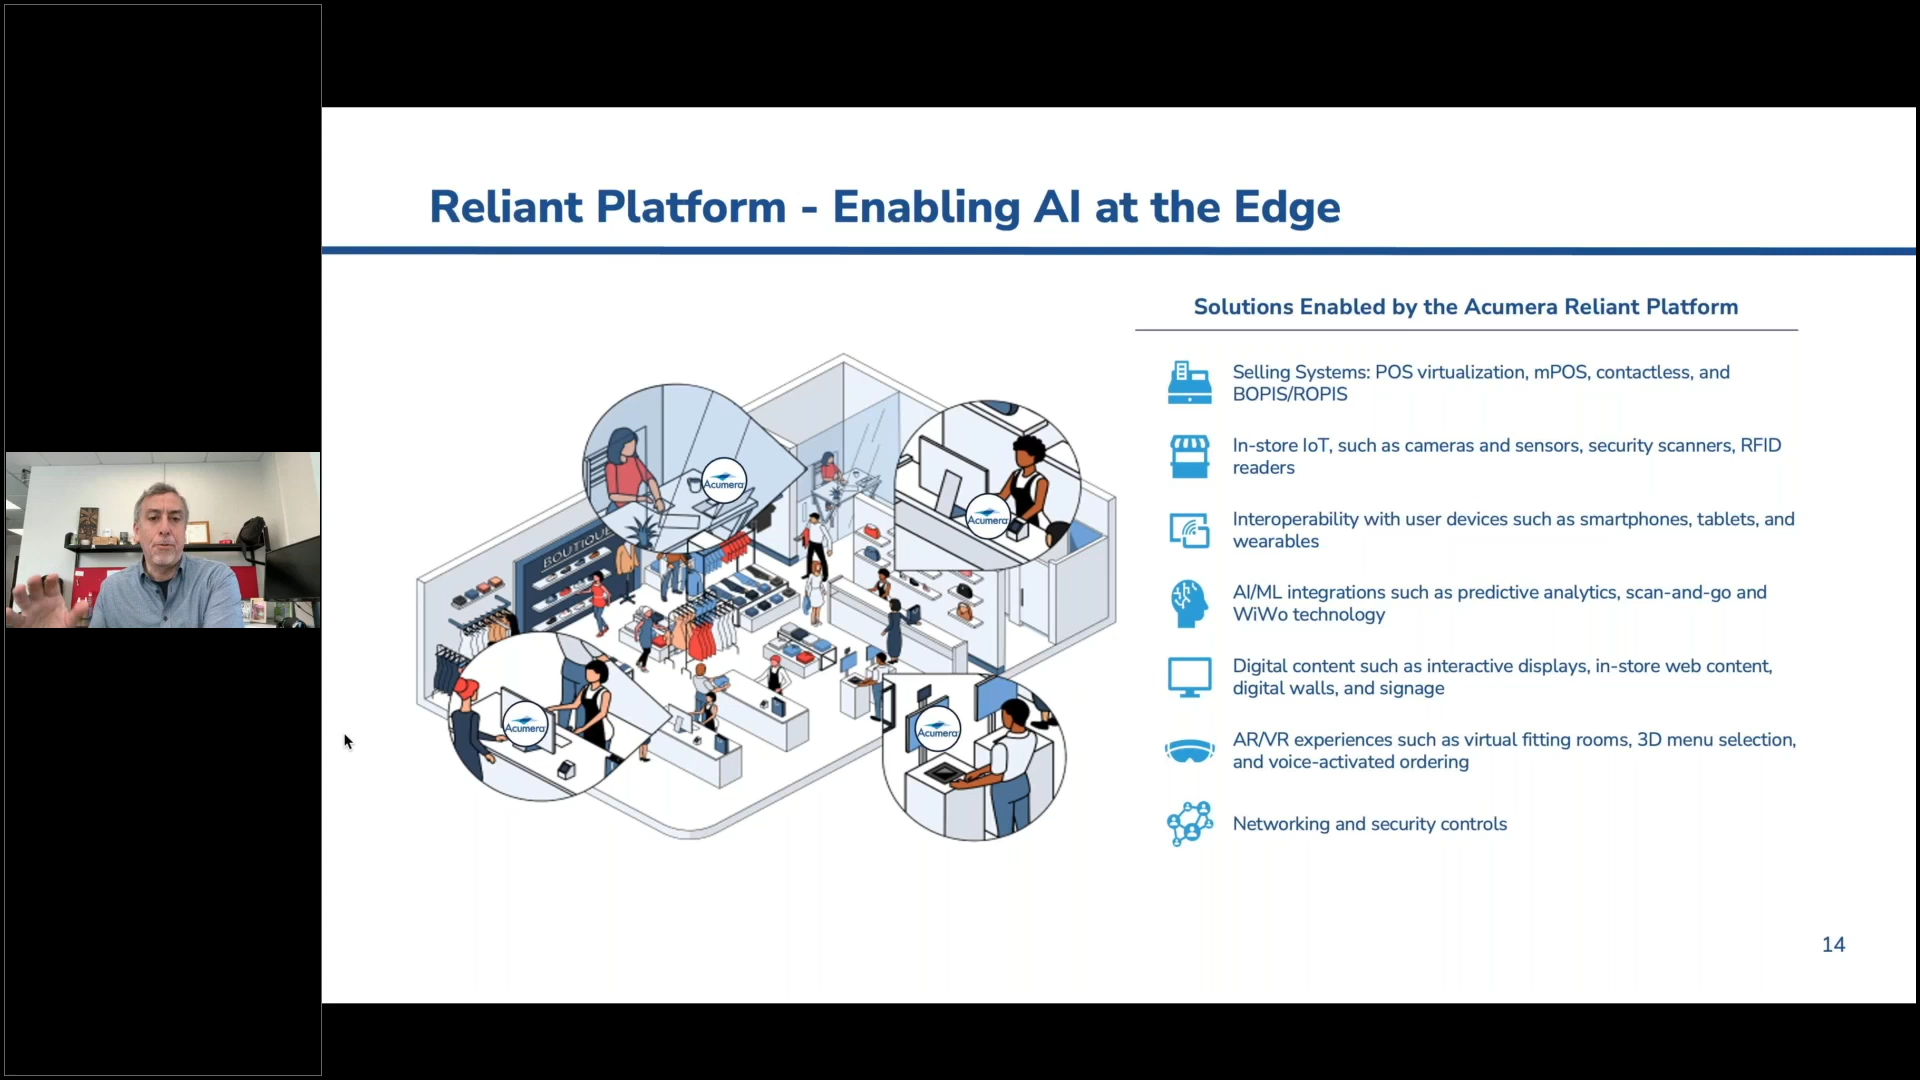 Reliant Platform - Enabling AI at the Edge
Solutions Enabled by the Acumera Reliant Platform
Selling Systems: POS virtualization, mPOS, contactless, and
BOPIS/ROPIS
In-store IoT, such as cameras and sensors, security scanners, RFID
readers
Interoperability with user devices such as smartphones, tablets, and
wearables
AI/ML integrations such as predictive analytics, scan-and-go and
WiWo technology
Digital content such as interactive displays, in-store web content,
digital walls, and signage
AR/VR experiences such as virtual fitting rooms, 3D menu selection,
and voice-activated ordering
Networking and security controls
Acumera
Acumera
BOUTIQUE
Acumera
Acumera
14